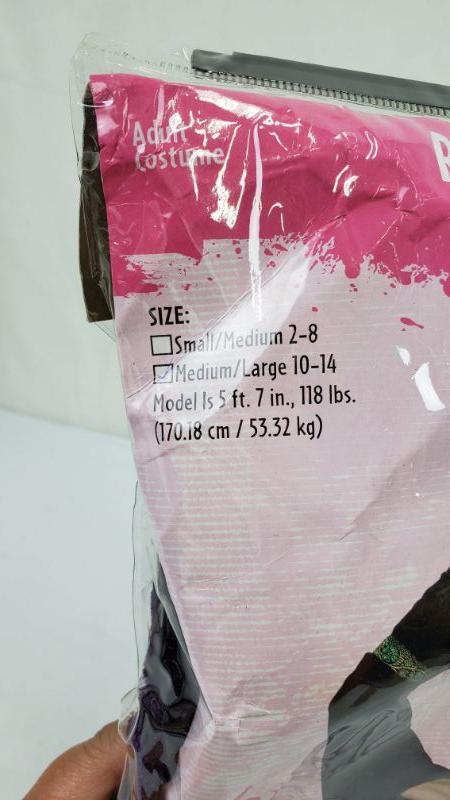 Adult
Costume
R
SIZE:
Small/Medium 2-8
Medium/Large 10-14
Model Is 5 ft. 7 in., 118 lbs.
(170.18 cm / 53.32 kg)